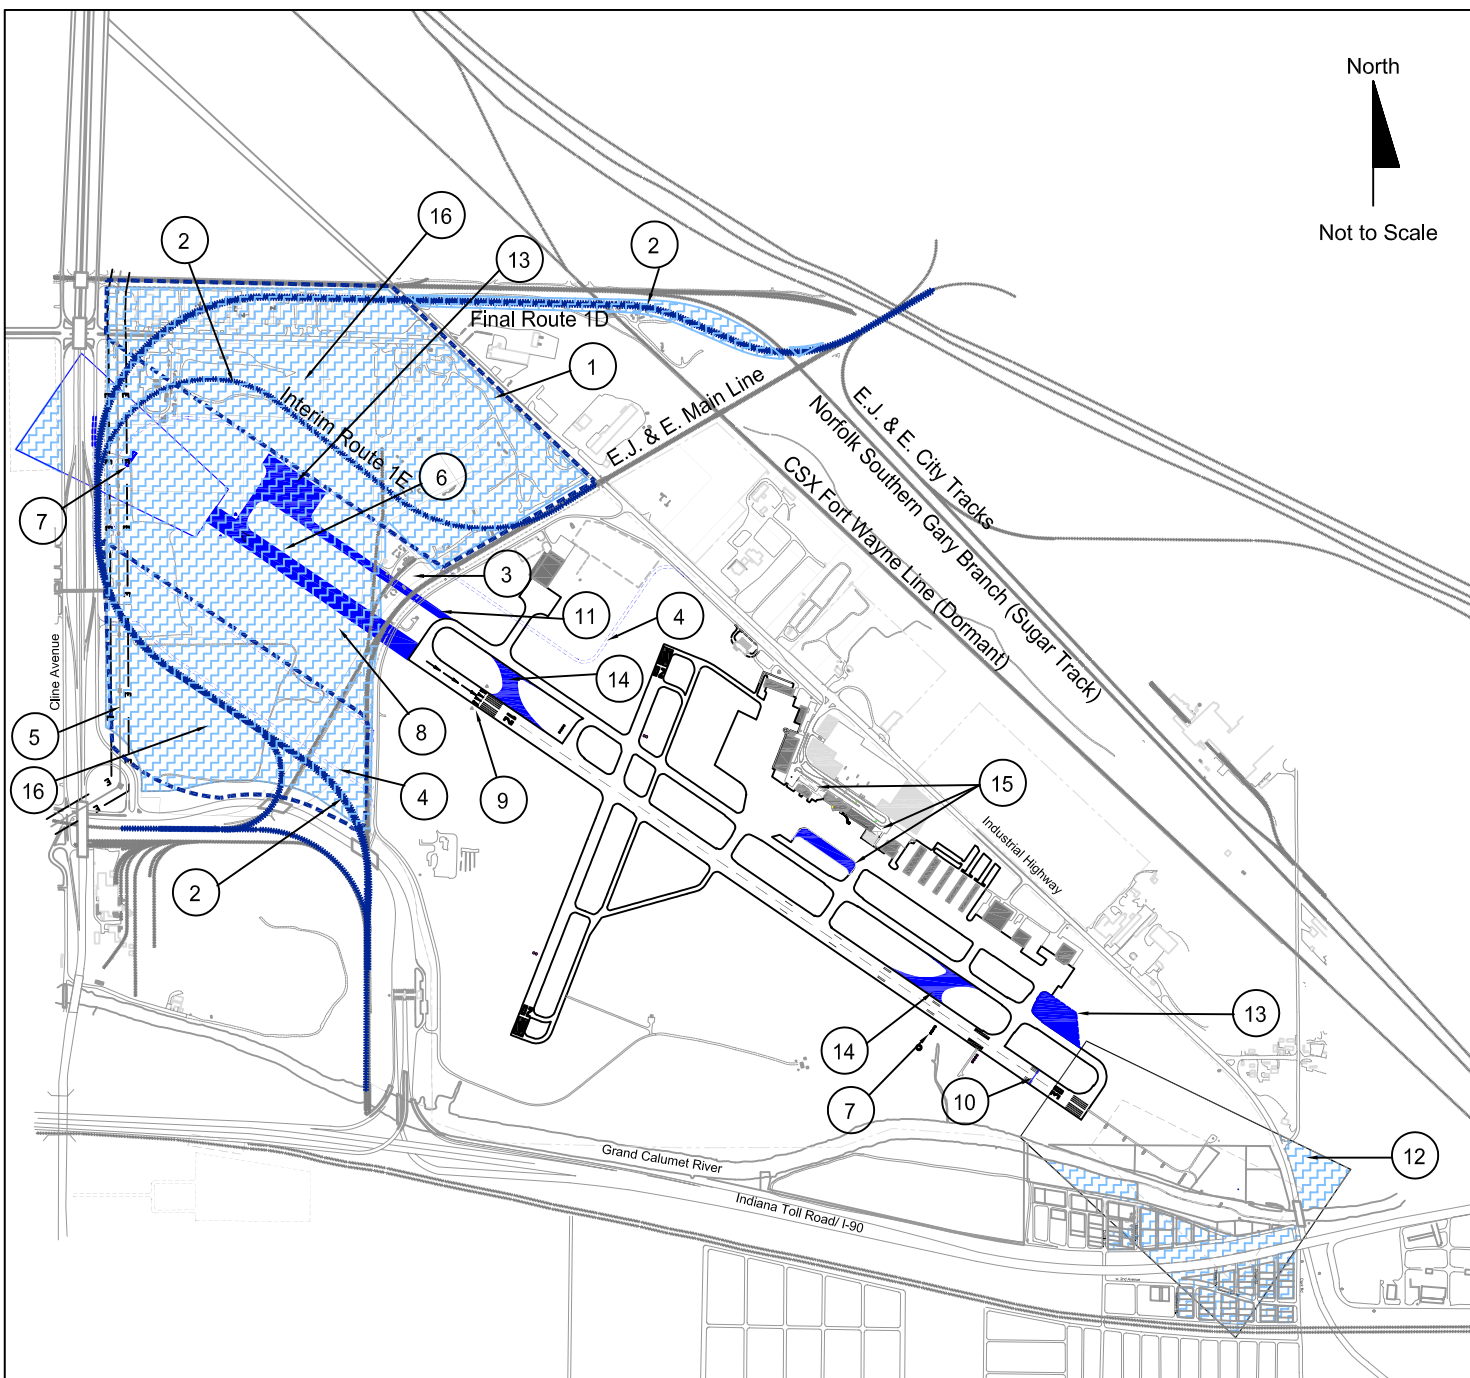 North
Not to Scale
16
2
13
2
Final Route 1D
1
Interim Route 1E
E.J. & E. Main Line
E.J. & E. City Tracks
Norfolk Southern Gary Branch (Sugar Track)
CSX Fort Wayne Line (Dormant)
6
7
3
11
4
14
Cline Avenue
5
8
16
4
9
15
Industrial Highway
2
13
14
7
10
12
Grand Calumet River
Indiana Toll Road/ I-90
E
E
E
E
E
E
E
E
E
E